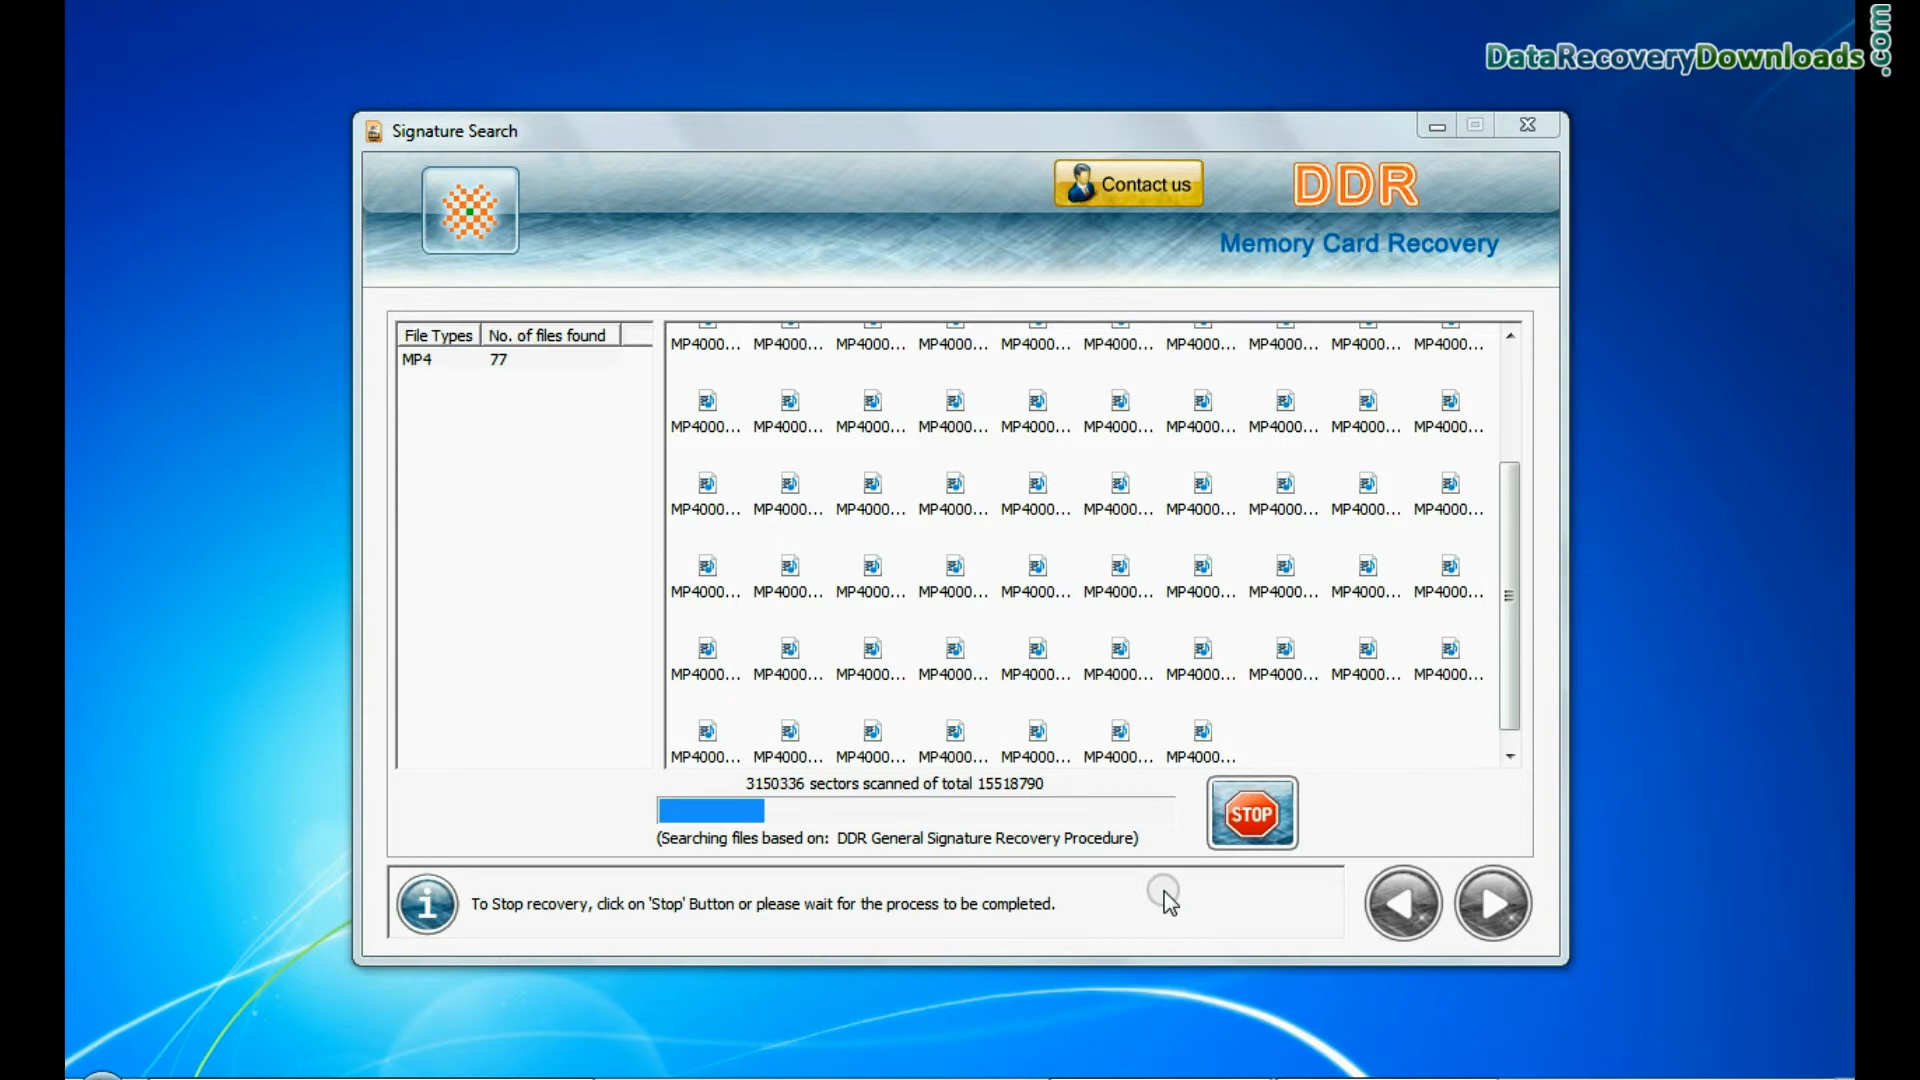 DataRecoveryDownloads.com
Signature Search
Contact us
DDR
Memory Card Recovery
File Types No. of files found
MP4 77
MP4000... MP4000... MP4000... MP4000... MP4000... MP4000... MP4000... MP4000... MP4000... MP4000...
MP4000... MP4000... MP4000... MP4000... MP4000... MP4000... MP4000... MP4000... MP4000... MP4000...
MP4000... MP4000... MP4000... MP4000... MP4000... MP4000... MP4000... MP4000... MP4000... MP4000...
MP4000... MP4000... MP4000... MP4000... MP4000... MP4000... MP4000... MP4000... MP4000... MP4000...
MP4000... MP4000... MP4000... MP4000... MP4000... MP4000... MP4000... MP4000... MP4000... MP4000...
MP4000... MP4000... MP4000... MP4000... MP4000... MP4000... MP4000...
3150336 sectors scanned of total 15518790
STOP
(Searching files based on: DDR General Signature Recovery Procedure)
To Stop recovery, click on 'Stop' Button or please wait for the process to be completed.